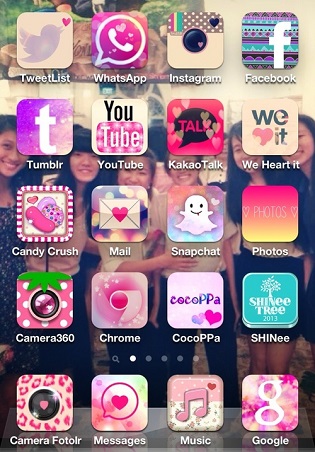 TweetList WhatsApp Instagram Facebook
t You Tube TALK we ♡ it
Tumblr YouTube KakaoTalk We Heart it
♡ PHOTOS ♡
Candy Crush Mail Snapchat Photos
COCOPPa SHINee TREE 2013
Camera360 Chrome CocoPPa SHINee
g
Camera Fotolr Messages Music Google